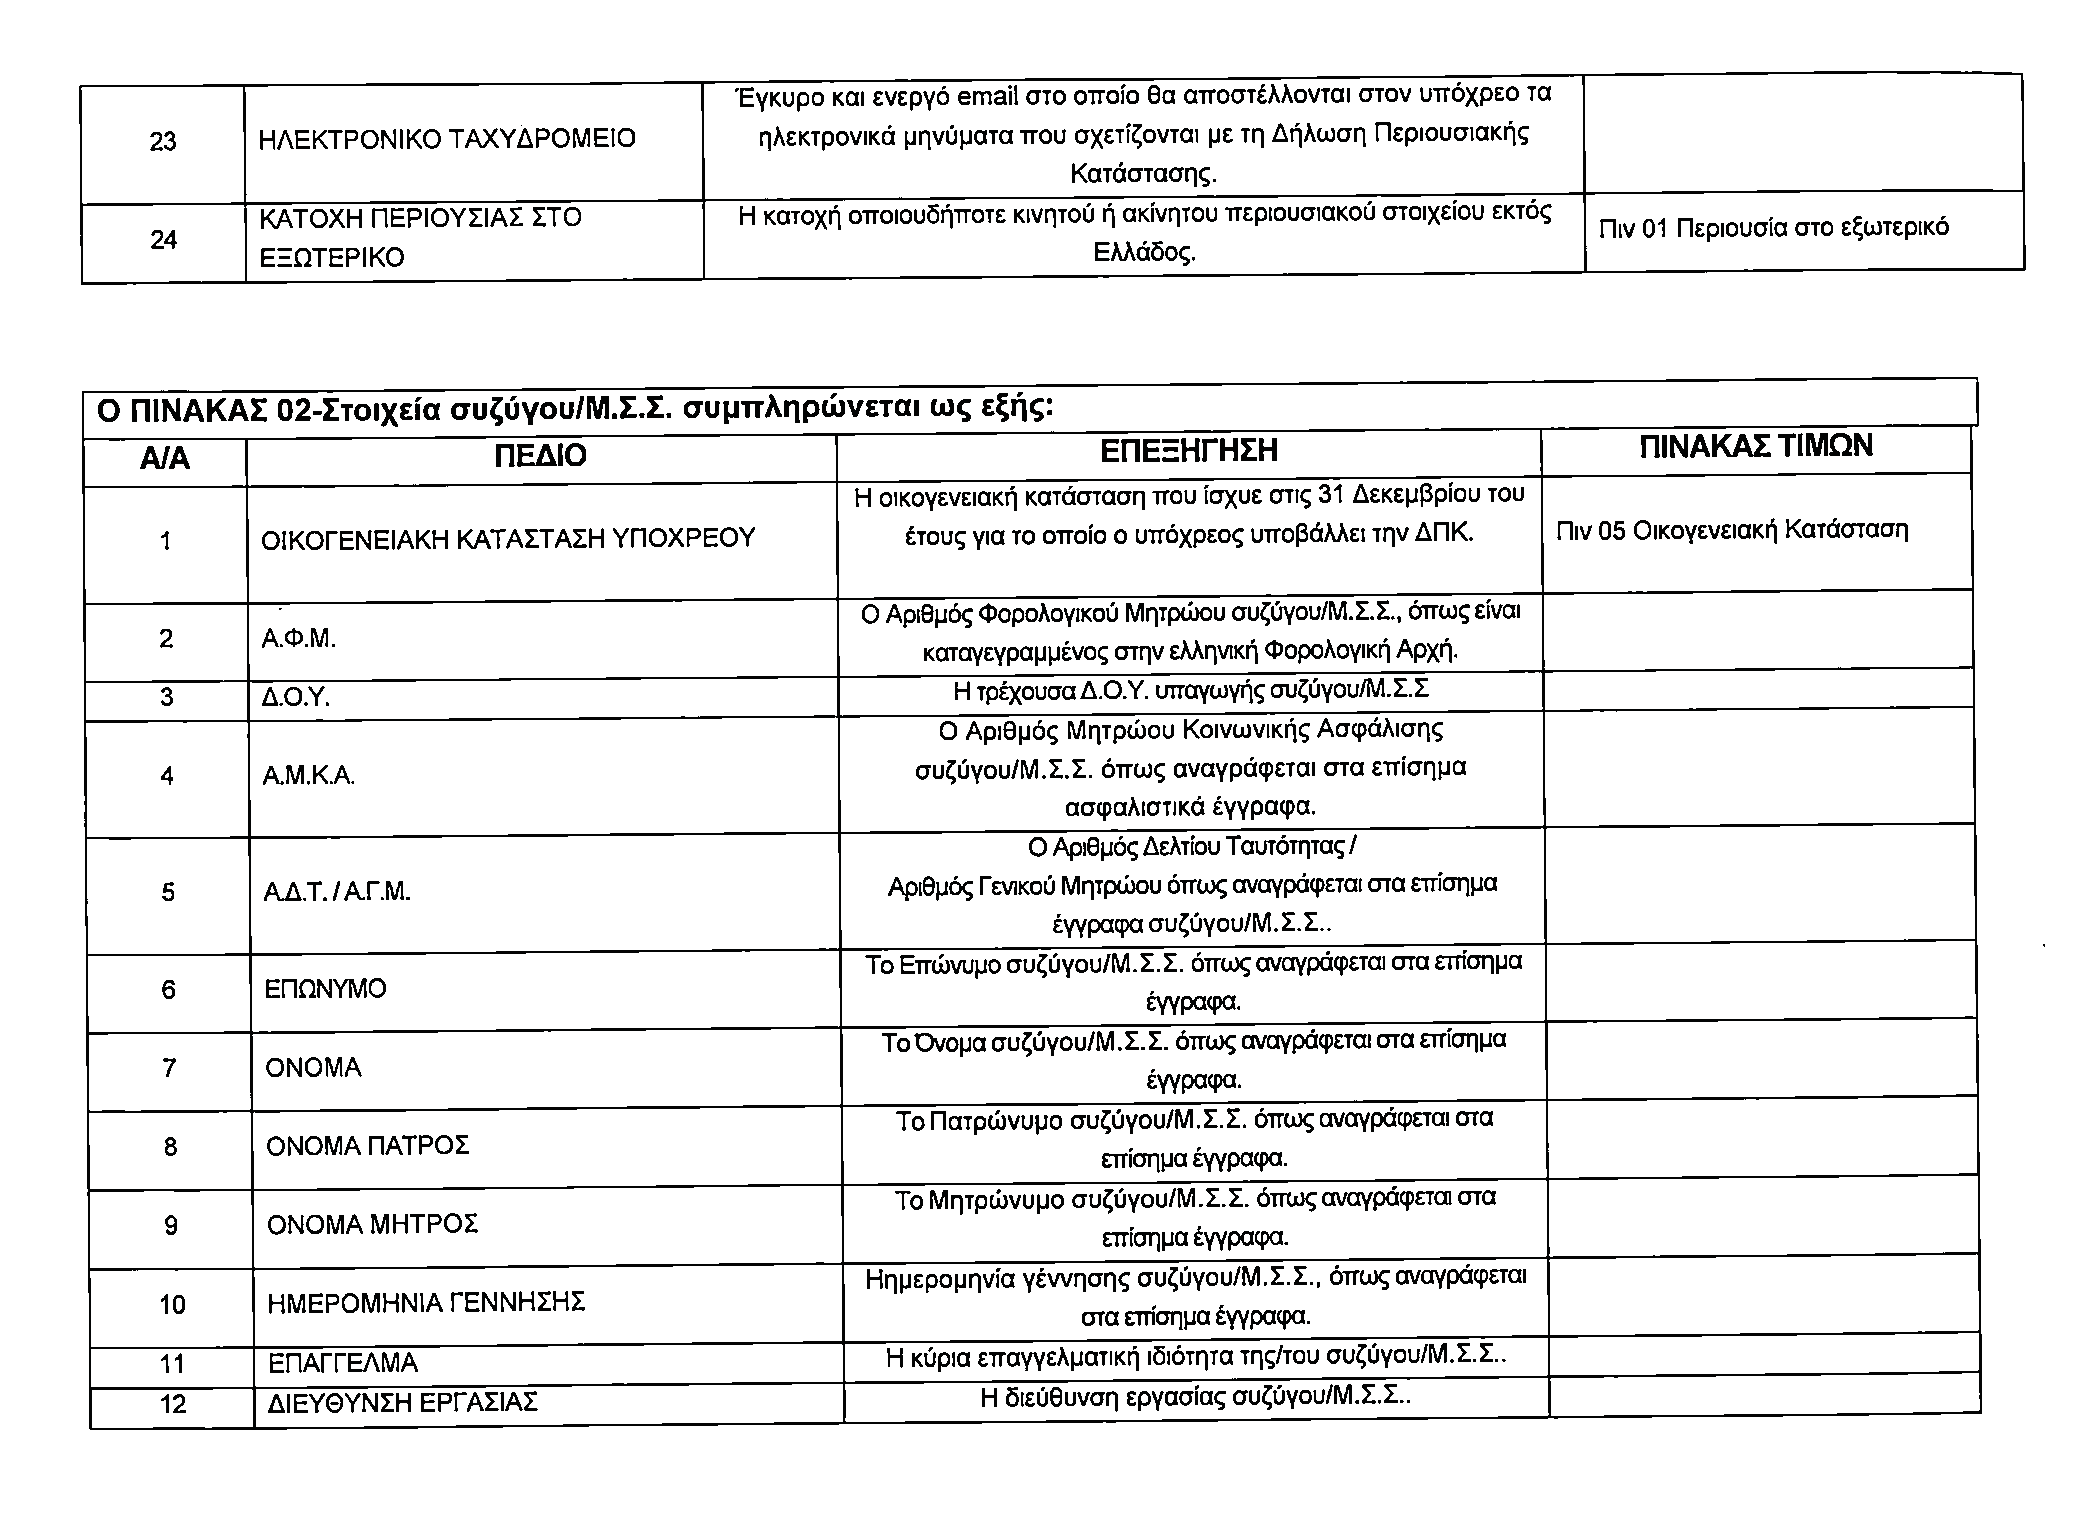 23
ΗΛΕΚΤΡΟΝΙΚΟ ΤΑΧΥΔΡΟΜΕΙΟ
Έγκυρο και ενεργό email στο οποίο θα αποστέλλονται στον υπόχρεο τα
ηλεκτρονικά μηνύματα που σχετίζονται με τη Δήλωση Περιουσιακής
Κατάστασης.
24
ΚΑΤΟΧΗ ΠΕΡΙΟΥΣΙΑΣ ΣΤΟ
ΕΞΩΤΕΡΙΚΟ
Η κατοχή οποιουδήποτε κινητού ή ακίνητου περιουσιακού στοιχείου εκτός
Ελλάδος.
Πιν 01 Περιουσία στο εξωτερικό
Ο ΠΙΝΑΚΑΣ 02-Στοιχεία συζύγου/Μ.Σ.Σ. συμπληρώνεται ως εξής:
Α/Α
ΠΕΔΙΟ
ΕΠΕΞΗΓΗΣΗ
ΠΙΝΑΚΑΣ ΤΙΜΩΝ
1
ΟΙΚΟΓΕΝΕΙΑΚΗ ΚΑΤΑΣΤΑΣΗ ΥΠΟΧΡΕΟΥ
Η οικογενειακή κατάσταση που ίσχυε στις 31 Δεκεμβρίου του
έτους για το οποίο ο υπόχρεος υποβάλλει την ΔΠΚ.
Πιν 05 Οικογενειακή Κατάσταση
2
Α.Φ.Μ.
Ο Αριθμός Φορολογικού Μητρώου συζύγου/Μ.Σ.Σ., όπως είναι
καταγεγραμμένος στην ελληνική Φορολογική Αρχή.
3
Δ.Ο.Υ.
Η τρέχουσα Δ.Ο.Υ. υπαγωγής συζύγου/Μ.Σ.Σ
4
Α.Μ.Κ.Α.
Ο Αριθμός Μητρώου Κοινωνικής Ασφάλισης
συζύγου/Μ.Σ.Σ. όπως αναγράφεται στα επίσημα
ασφαλιστικά έγγραφα.
5
Α.Δ.Τ. / Α.Γ.Μ.
Ο Αριθμός Δελτίου Ταυτότητας /
Αριθμός Γενικού Μητρώου όπως αναγράφεται στα επίσημα
έγγραφα συζύγου/Μ.Σ.Σ..
6
ΕΠΩΝΥΜΟ
Το Επώνυμο συζύγου/Μ.Σ.Σ. όπως αναγράφεται στα επίσημα
έγγραφα.
7
ΟΝΟΜΑ
Το Όνομα συζύγου/Μ.Σ.Σ. όπως αναγράφεται στα επίσημα
έγγραφα.
8
ΟΝΟΜΑ ΠΑΤΡΟΣ
Το Πατρώνυμο συζύγου/Μ.Σ.Σ. όπως αναγράφεται στα
επίσημα έγγραφα.
9
ΟΝΟΜΑ ΜΗΤΡΟΣ
Το Μητρώνυμο συζύγου/Μ.Σ.Σ. όπως αναγράφεται στα
επίσημα έγγραφα.
10
ΗΜΕΡΟΜΗΝΙΑ ΓΕΝΝΗΣΗΣ
Ηημερομηνία γέννησης συζύγου/Μ.Σ.Σ., όπως αναγράφεται
στα επίσημα έγγραφα.
11
ΕΠΑΓΓΕΛΜΑ
Η κύρια επαγγελματική ιδιότητα της/του συζύγου/Μ.Σ.Σ..
12
ΔΙΕΥΘΥΝΣΗ ΕΡΓΑΣΙΑΣ
Η διεύθυνση εργασίας συζύγου/Μ.Σ.Σ..